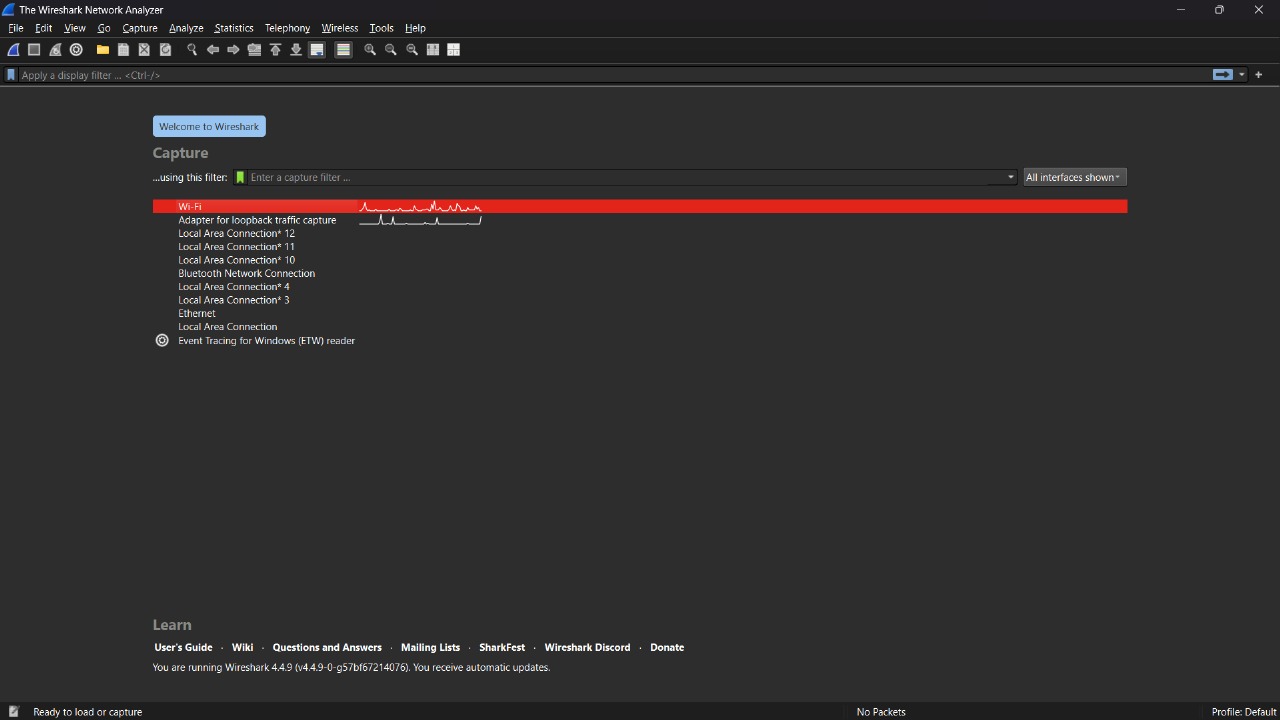 The Wireshark Network Analyzer
File Edit View Go Capture Analyze Statistics Telephony Wireless Tools Help
Apply a display filter ... <Ctrl-/>
Welcome to Wireshark
Capture
...using this filter: Enter a capture filter ... All interfaces shown
Wi-Fi
Adapter for loopback traffic capture
Local Area Connection* 12
Local Area Connection* 11
Local Area Connection* 10
Bluetooth Network Connection
Local Area Connection* 4
Local Area Connection* 3
Ethernet
Local Area Connection
Event Tracing for Windows (ETW) reader
Learn
User's Guide · Wiki · Questions and Answers · Mailing Lists · SharkFest · Wireshark Discord · Donate
You are running Wireshark 4.4.9 (v4.4.9-0-g57bf67214076). You receive automatic updates.
Ready to load or capture No Packets Profile: Default